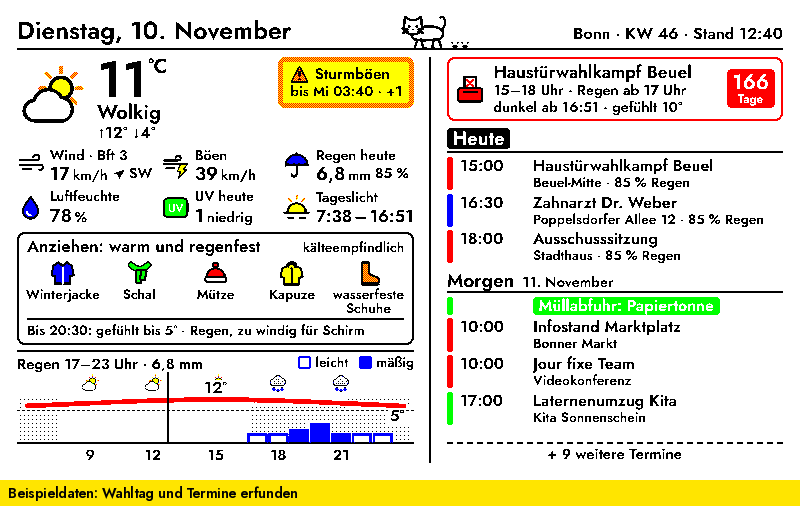 Dienstag, 10. November
Bonn · KW 46 · Stand 12:40
11°C
Wolkig
↑12° ↓4°
Sturmböen
bis Mi 03:40 · +1
Wind · Bft 3
17 km/h SW
Böen
39 km/h
Regen heute
6,8 mm 85 %
Luftfeuchte
78 %
UV
UV heute
1 niedrig
Tageslicht
7:38 – 16:51
Anziehen: warm und regenfest
kälteempfindlich
Winterjacke
Schal
Mütze
Kapuze
wasserfeste
Schuhe
Bis 20:30: gefühlt bis 5° · Regen, zu windig für Schirm
Regen 17–23 Uhr · 6,8 mm
leicht
mäßig
12°
5°
9 12 15 18 21
Haustürwahlkampf Beuel
15–18 Uhr · Regen ab 17 Uhr
dunkel ab 16:51 · gefühlt 10°
166
Tage
Heute
15:00 Haustürwahlkampf Beuel
Beuel-Mitte · 85 % Regen
16:30 Zahnarzt Dr. Weber
Poppelsdorfer Allee 12 · 85 % Regen
18:00 Ausschusssitzung
Stadthaus · 85 % Regen
Morgen 11. November
Müllabfuhr: Papiertonne
10:00 Infostand Marktplatz
Bonner Markt
10:00 Jour fixe Team
Videokonferenz
17:00 Laternenumzug Kita
Kita Sonnenschein
+ 9 weitere Termine
Beispieldaten: Wahltag und Termine erfunden